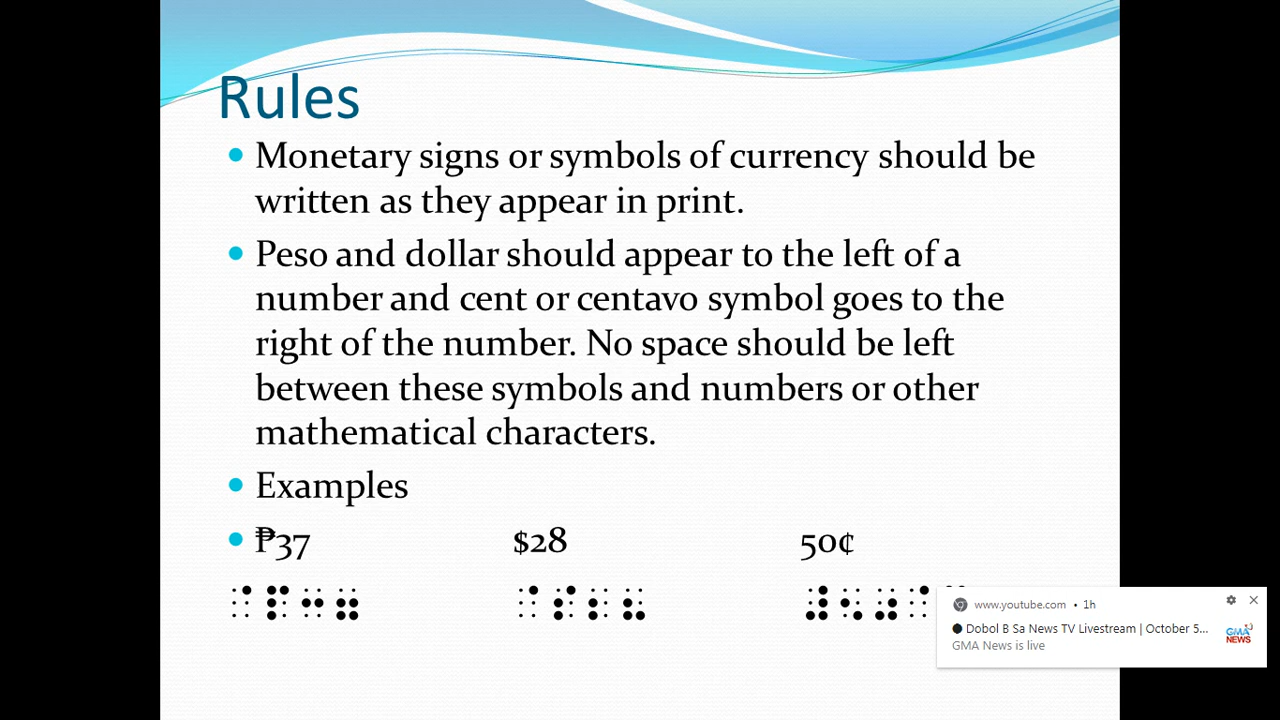 Rules
Monetary signs or symbols of currency should be
written as they appear in print.
Peso and dollar should appear to the left of a
number and cent or centavo symbol goes to the
right of the number. No space should be left
between these symbols and numbers or other
mathematical characters.
Examples
₱37 $28 50¢
⠈⠏⠒⠶ ⠈⠎⠆⠦ ⠼⠢⠴⠈
www.youtube.com • 1h
Dobol B Sa News TV Livestream | October 5...
GMA News is live
GMA
NEWS